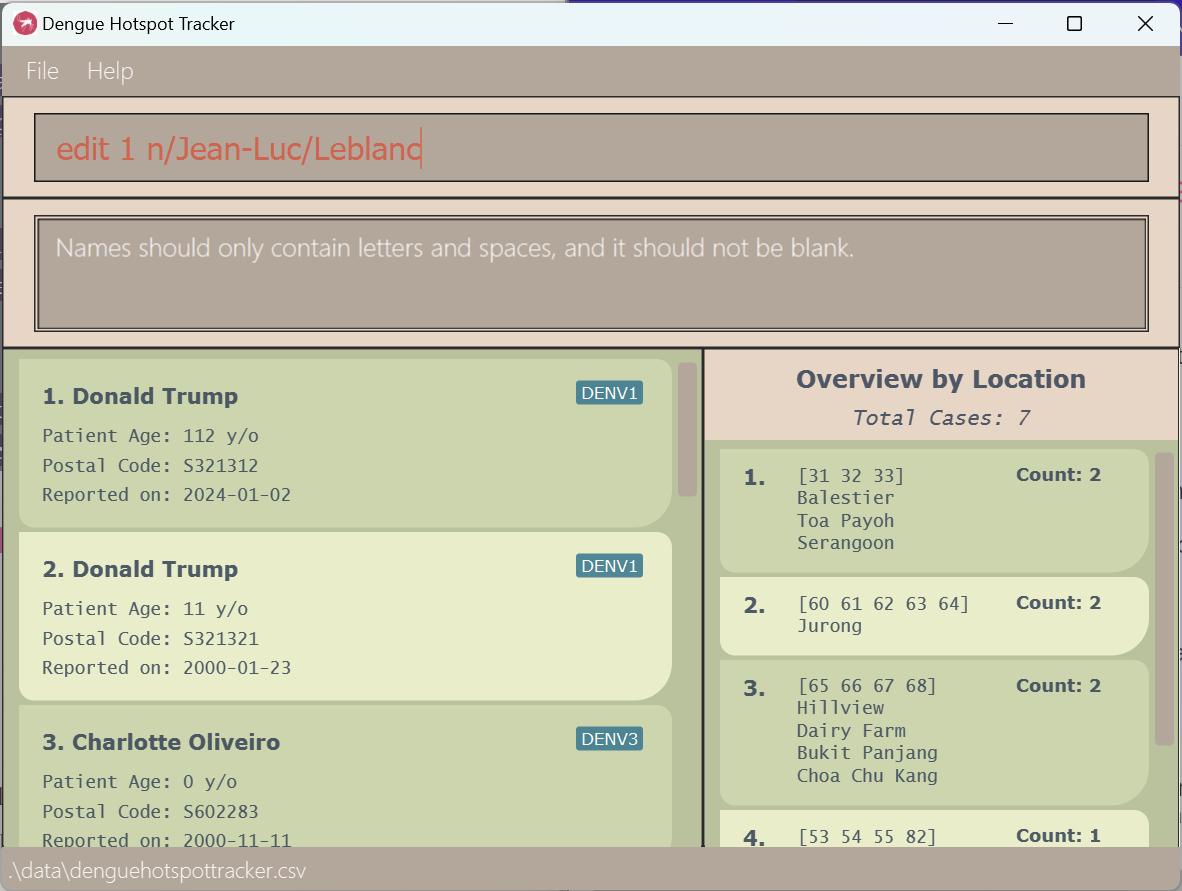 Dengue Hotspot Tracker
File Help
edit 1 n/Jean-Luc/Leblanc
Names should only contain letters and spaces, and it should not be blank.
1. Donald Trump
DENV1
Patient Age: 112 y/o
Postal Code: S321312
Reported on: 2024-01-02
2. Donald Trump
DENV1
Patient Age: 11 y/o
Postal Code: S321321
Reported on: 2000-01-23
3. Charlotte Oliveiro
DENV3
Patient Age: 0 y/o
Postal Code: S602283
Reported on: 2000-11-11
Overview by Location
Total Cases: 7
1. [31 32 33] Count: 2
Balestier
Toa Payoh
Serangoon
2. [60 61 62 63 64] Count: 2
Jurong
3. [65 66 67 68] Count: 2
Hillview
Dairy Farm
Bukit Panjang
Choa Chu Kang
4. [53 54 55 82] Count: 1
.\data\denguehotspottracker.csv